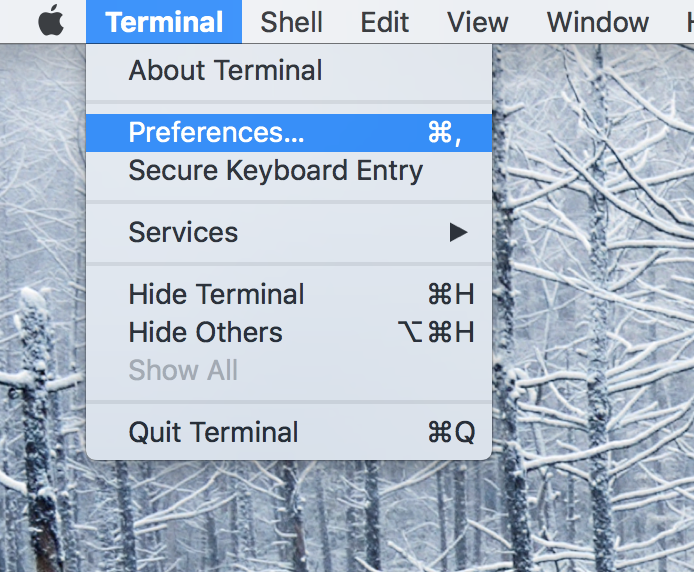 Terminal Shell Edit View Window H
About Terminal
Preferences... ⌘,
Secure Keyboard Entry
Services ▶
Hide Terminal ⌘H
Hide Others ⌥⌘H
Show All
Quit Terminal ⌘Q